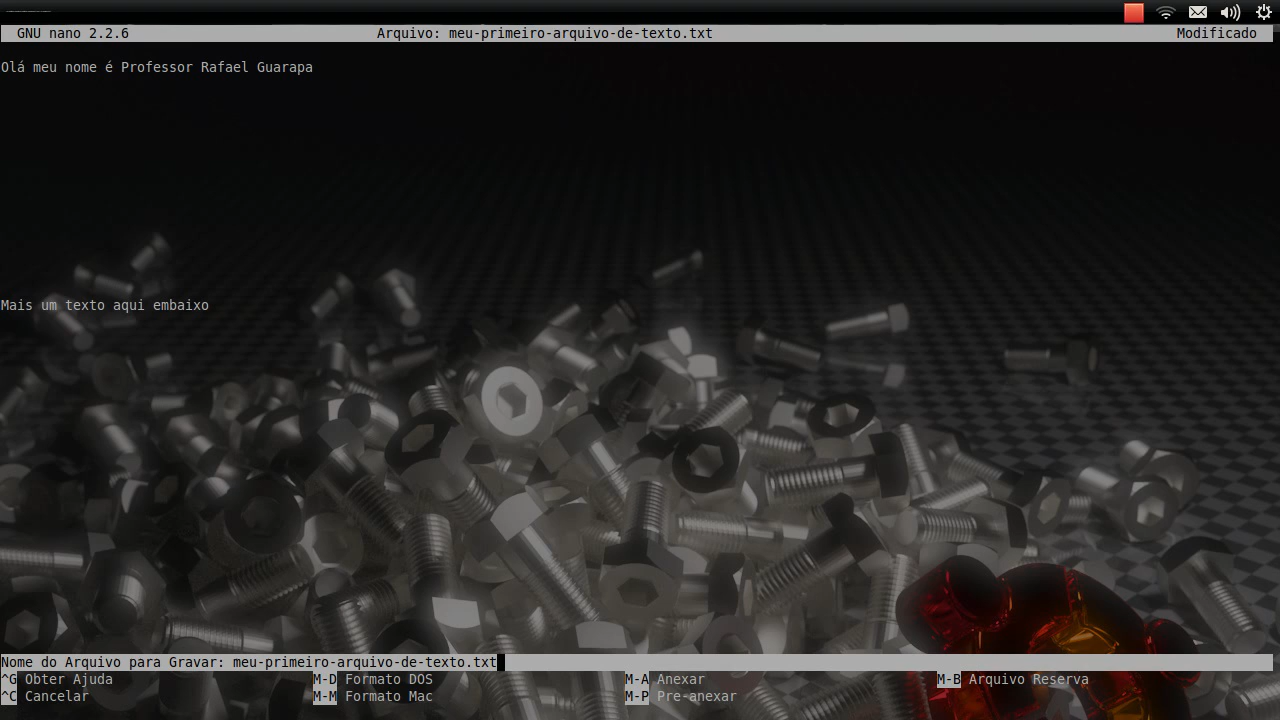 GNU nano 2.2.6 Arquivo: meu-primeiro-arquivo-de-texto.txt Modificado
Olá meu nome é Professor Rafael Guarapa
Mais um texto aqui embaixo
Nome do Arquivo para Gravar: meu-primeiro-arquivo-de-texto.txt
^G Obter Ajuda M-D Formato DOS M-A Anexar M-B Arquivo Reserva
^C Cancelar M-M Formato Mac M-P Pre-anexar